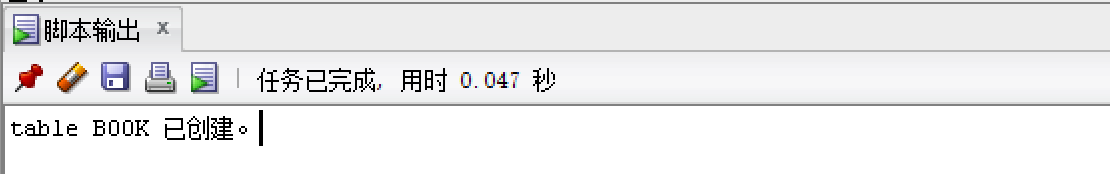 脚本输出 x
任务已完成, 用时 0.047 秒
table BOOK 已创建。